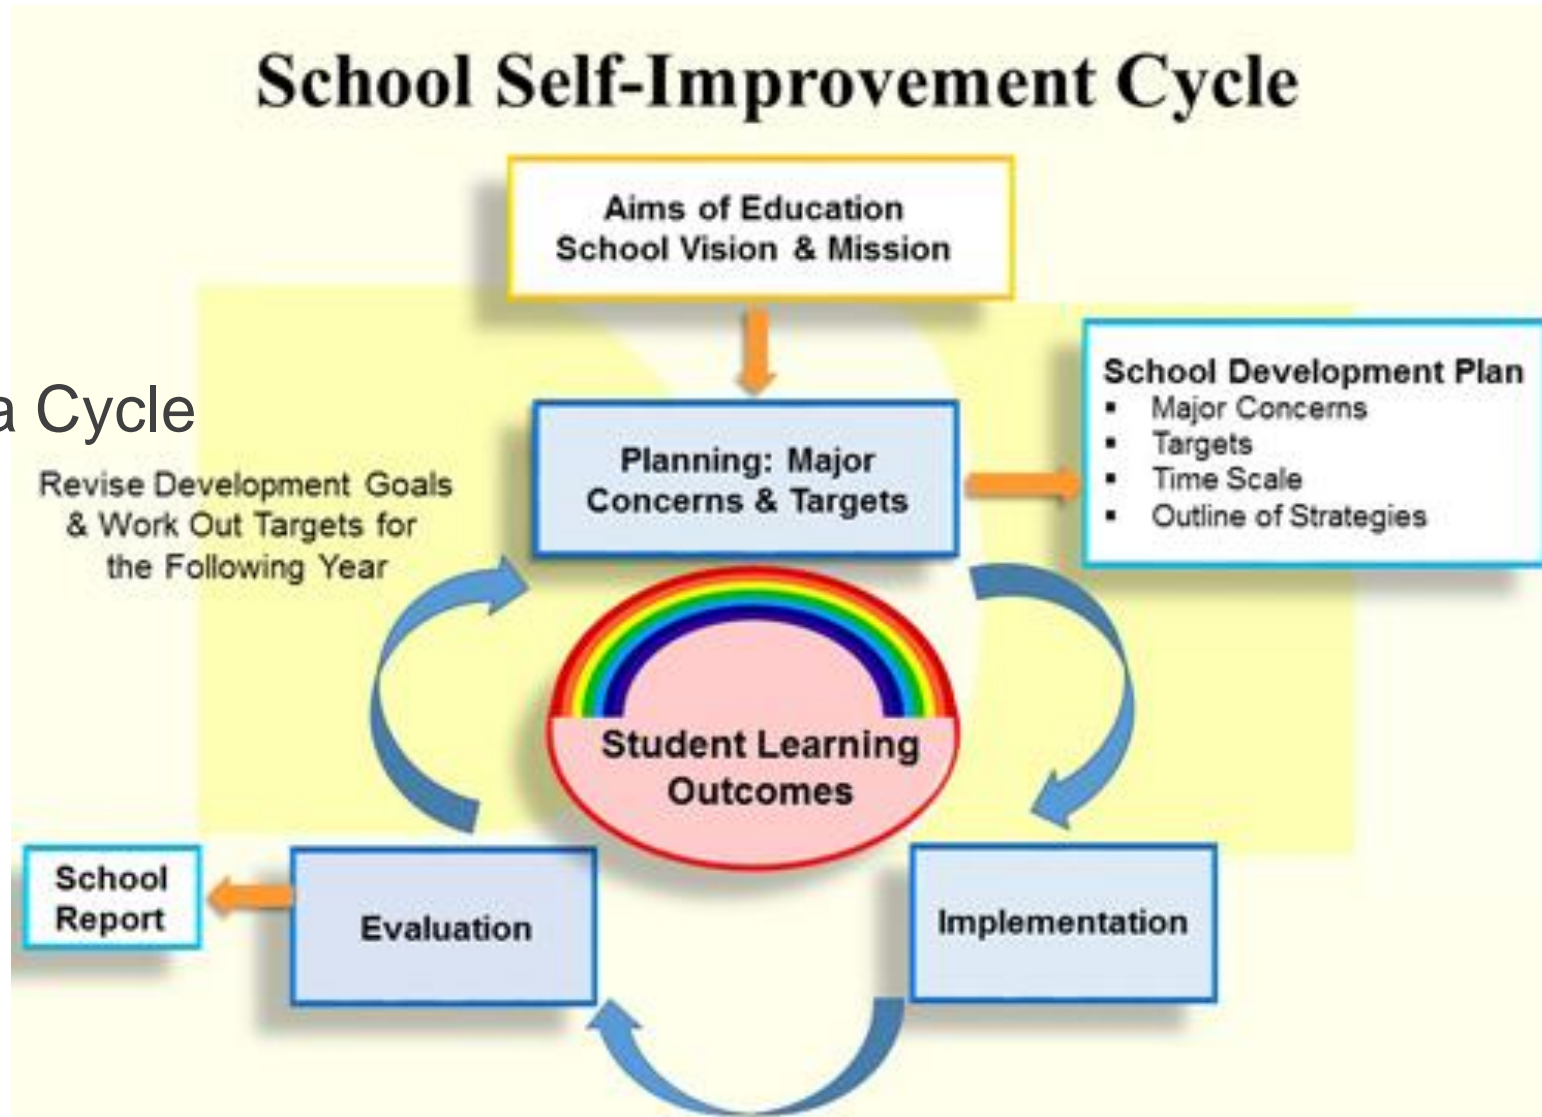 School Self-Improvement Cycle
Aims of Education
School Vision & Mission
School Development Plan
▪ Major Concerns
▪ Targets
▪ Time Scale
▪ Outline of Strategies
a Cycle
Planning: Major
Concerns & Targets
Revise Development Goals
& Work Out Targets for
the Following Year
Student Learning
Outcomes
School
Report
Evaluation
Implementation